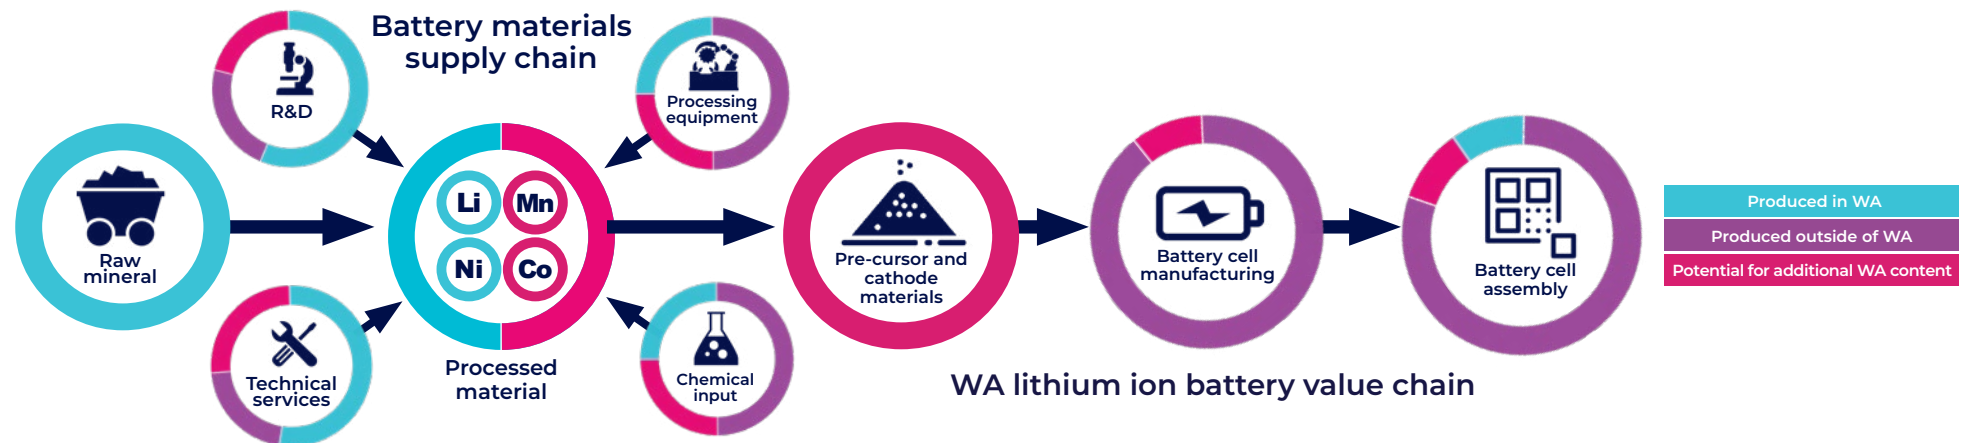 Battery materials
supply chain
R&D
Processing
equipment
Raw
mineral
Li
Mn
Ni
Co
Technical
services
Processed
material
Chemical
input
Pre-cursor and
cathode
materials
Battery cell
manufacturing
Battery cell
assembly
Produced in WA
Produced outside of WA
Potential for additional WA content
WA lithium ion battery value chain